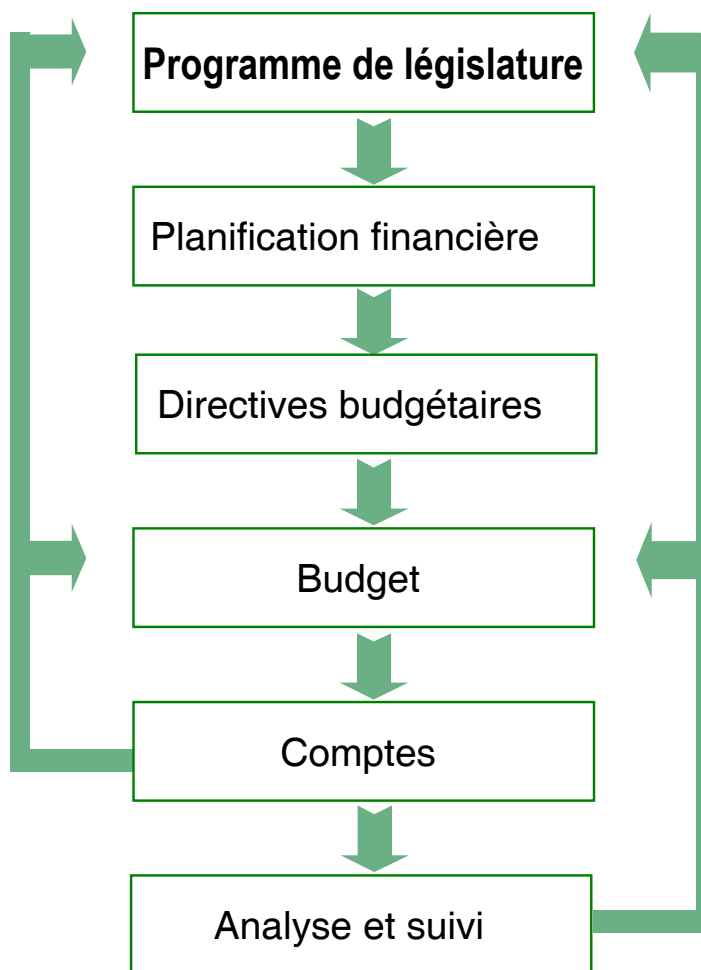 Programme de législature
Planification financière
Directives budgétaires
Budget
Comptes
Analyse et suivi